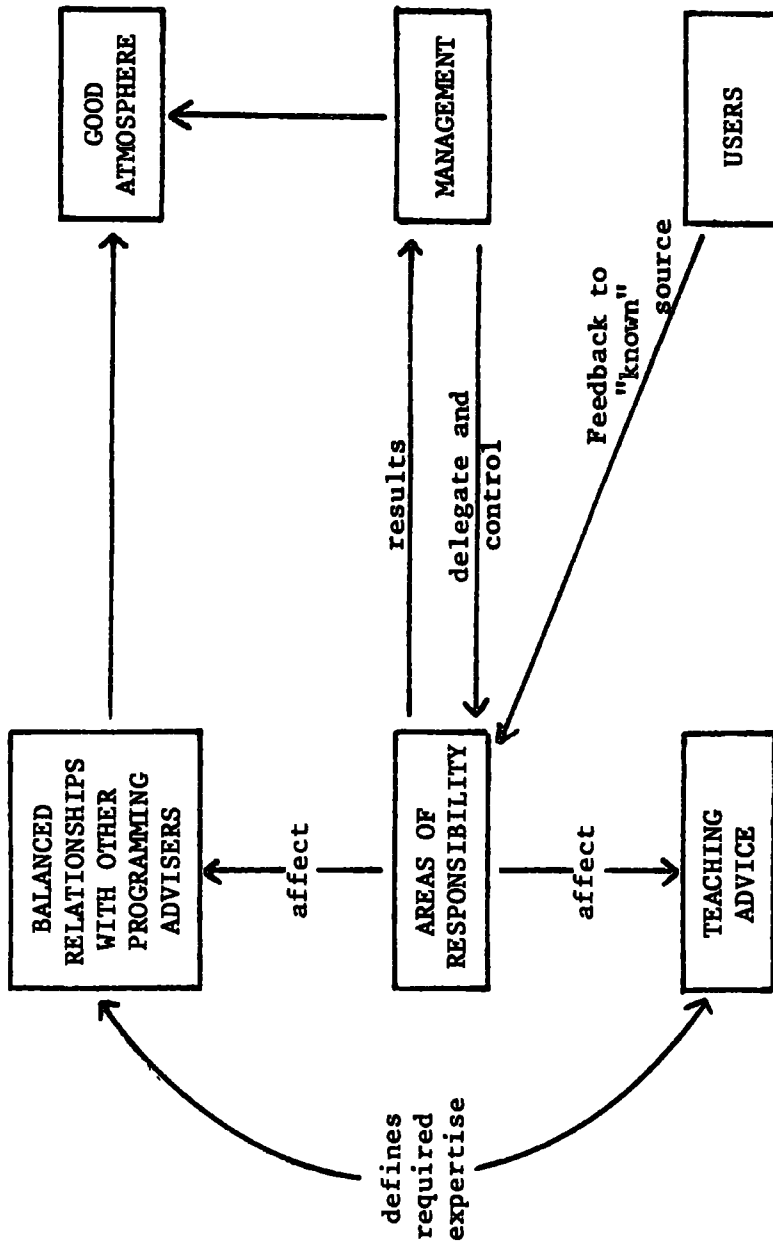 BALANCED
RELATIONSHIPS
WITH OTHER
PROGRAMMING
ADVISERS
GOOD
ATMOSPHERE
affect
defines
required
expertise
AREAS OF
RESPONSIBILITY
results
delegate and
control
MANAGEMENT
affect
Feedback to
"known"
source
TEACHING
ADVICE
USERS